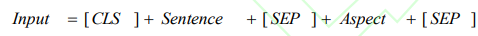 Input = [CLS ] + Sentence + [SEP ] + Aspect + [SEP ]